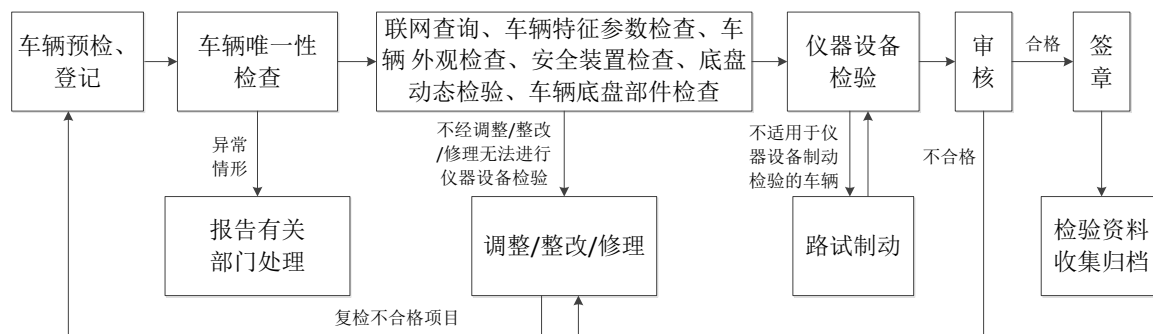 车辆预检、
登记
车辆唯一性
检查
联网查询、车辆特征参数检查、车
辆 外观检查、安全装置检查、底盘
动态检验、车辆底盘部件检查
仪器设备
检验
审
核
合格
签
章
异常
情形
不经调整/整改
/修理无法进行
仪器设备检验
不适用于仪
器设备制动
检验的车辆
不合格
报告有关
部门处理
调整/整改/修理
路试制动
检验资料
收集归档
复检不合格项目